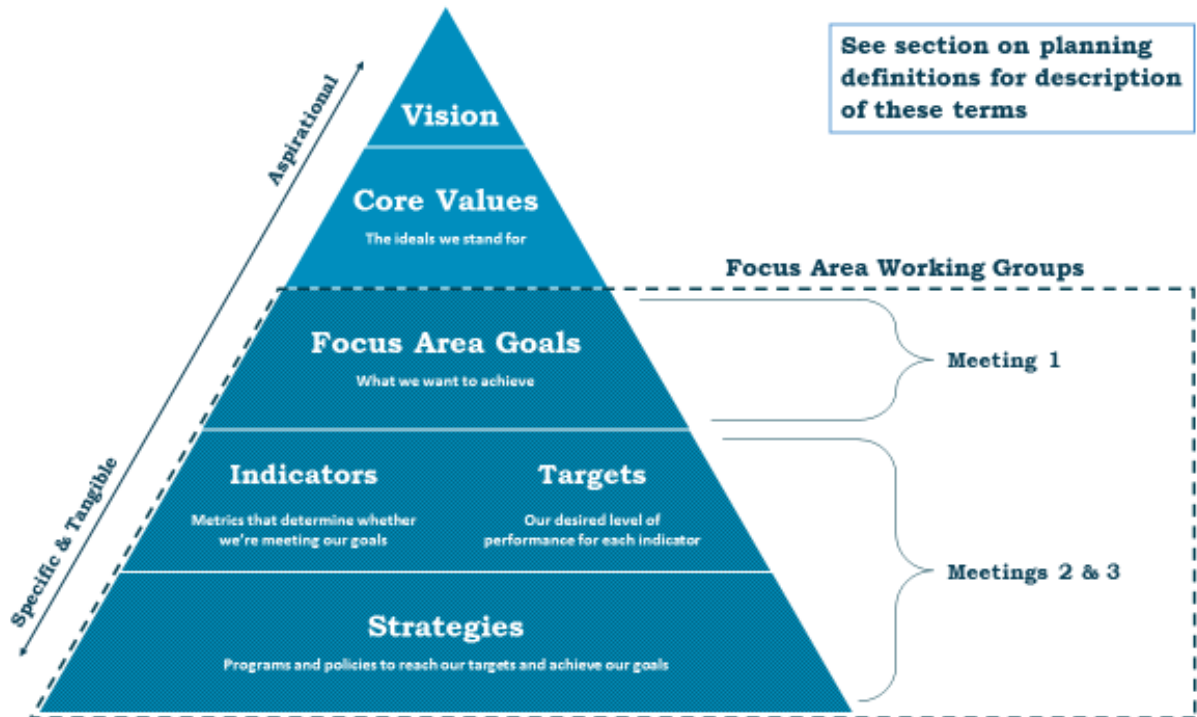 See section on planning
definitions for description
of these terms
Aspirational
Specific & Tangible
Vision
Core Values
The ideals we stand for
Focus Area Working Groups
Focus Area Goals
What we want to achieve
Meeting 1
Indicators
Metrics that determine whether
we're meeting our goals
Targets
Our desired level of
performance for each indicator
Meetings 2 & 3
Strategies
Programs and policies to reach our targets and achieve our goals